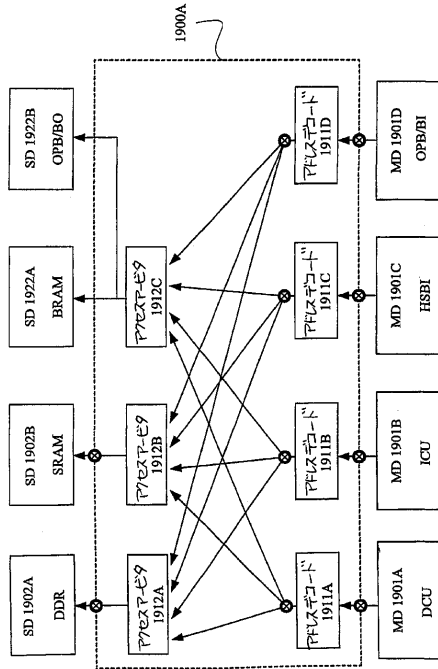 1900A
SD 1902A
DDR
SD 1902B
SRAM
SD 1922A
BRAM
SD 1922B
OPB/BO
アクセスアービタ
1912A
アクセスアービタ
1912B
アクセスアービタ
1912C
アドレスデコード
1911A
アドレスデコード
1911B
アドレスデコード
1911C
アドレスデコード
1911D
MD 1901A
DCU
MD 1901B
ICU
MD 1901C
HSBI
MD 1901D
OPB/BI